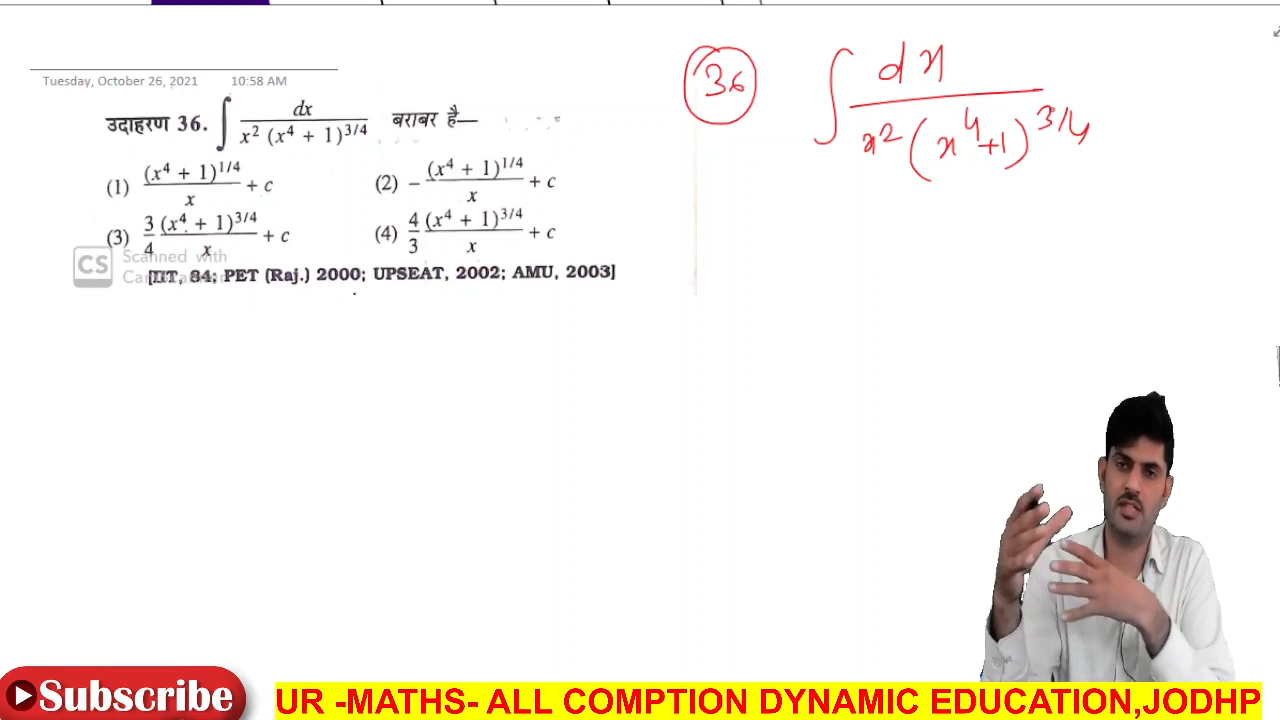 Tuesday, October 26, 2021 10:58 AM
उदाहरण 36. ∫ dx / x² (x⁴ + 1)^3/4 बराबर है—
(1) (x⁴ + 1)^1/4 / x + c (2) − (x⁴ + 1)^1/4 / x + c
(3) 3/4 (x⁴ + 1)^3/4 / x + c (4) 4/3 (x⁴ + 1)^3/4 / x + c
CS Scanned with
[IIT, 84; PET (Raj.) 2000; UPSEAT, 2002; AMU, 2003]
36 ∫ dx / x² (x⁴+1)^3/4
Subscribe
UR -MATHS- ALL COMPTION DYNAMIC EDUCATION,JODHP